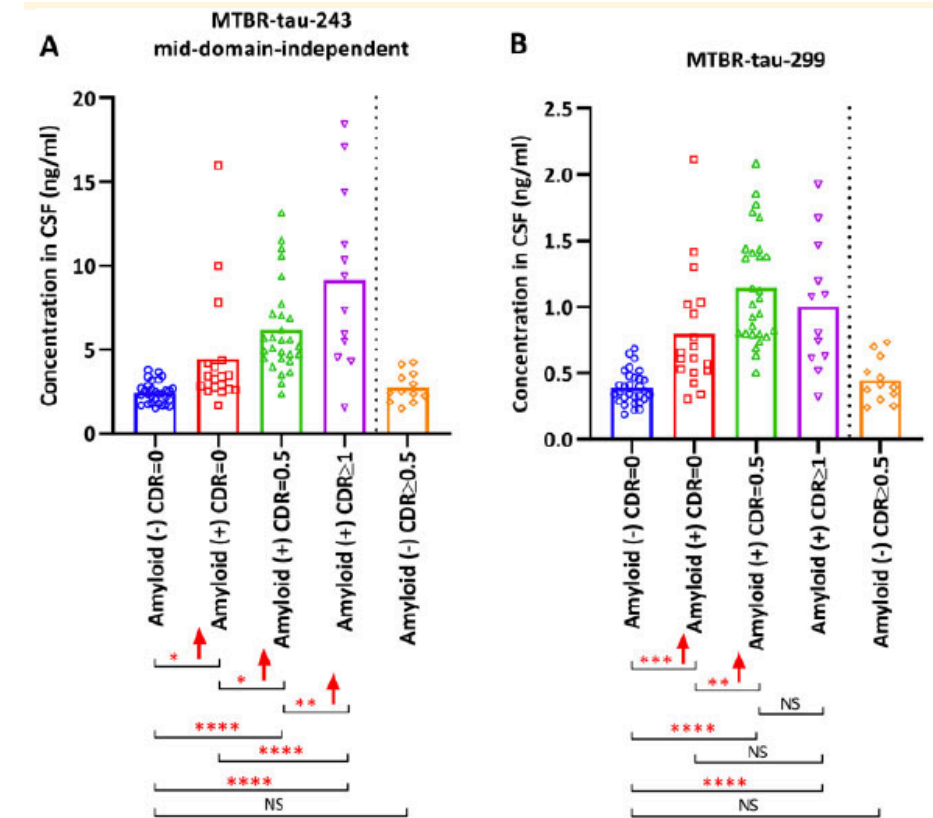 A
MTBR-tau-243
mid-domain-independent
Concentration in CSF (ng/ml)
20
15
10
5
0
Amyloid (-) CDR=0
Amyloid (+) CDR=0
Amyloid (+) CDR=0.5
Amyloid (+) CDR≥1
Amyloid (-) CDR≥0.5
*
*
**
****
****
****
NS
B
MTBR-tau-299
Concentration in CSF (ng/ml)
2.5
2.0
1.5
1.0
0.5
0.0
Amyloid (-) CDR=0
Amyloid (+) CDR=0
Amyloid (+) CDR=0.5
Amyloid (+) CDR≥1
Amyloid (-) CDR≥0.5
***
**
NS
****
NS
****
NS